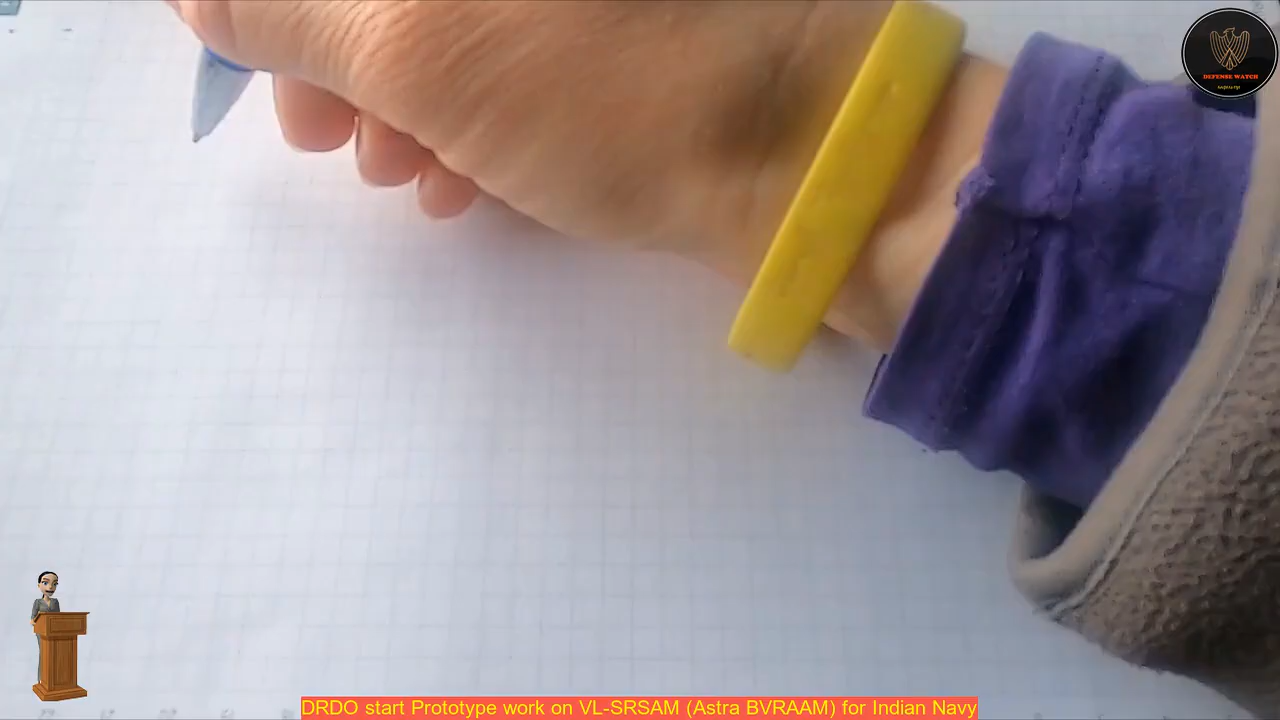 DEFENSE WATCH
DRDO start Prototype work on VL-SRSAM (Astra BVRAAM) for Indian Navy